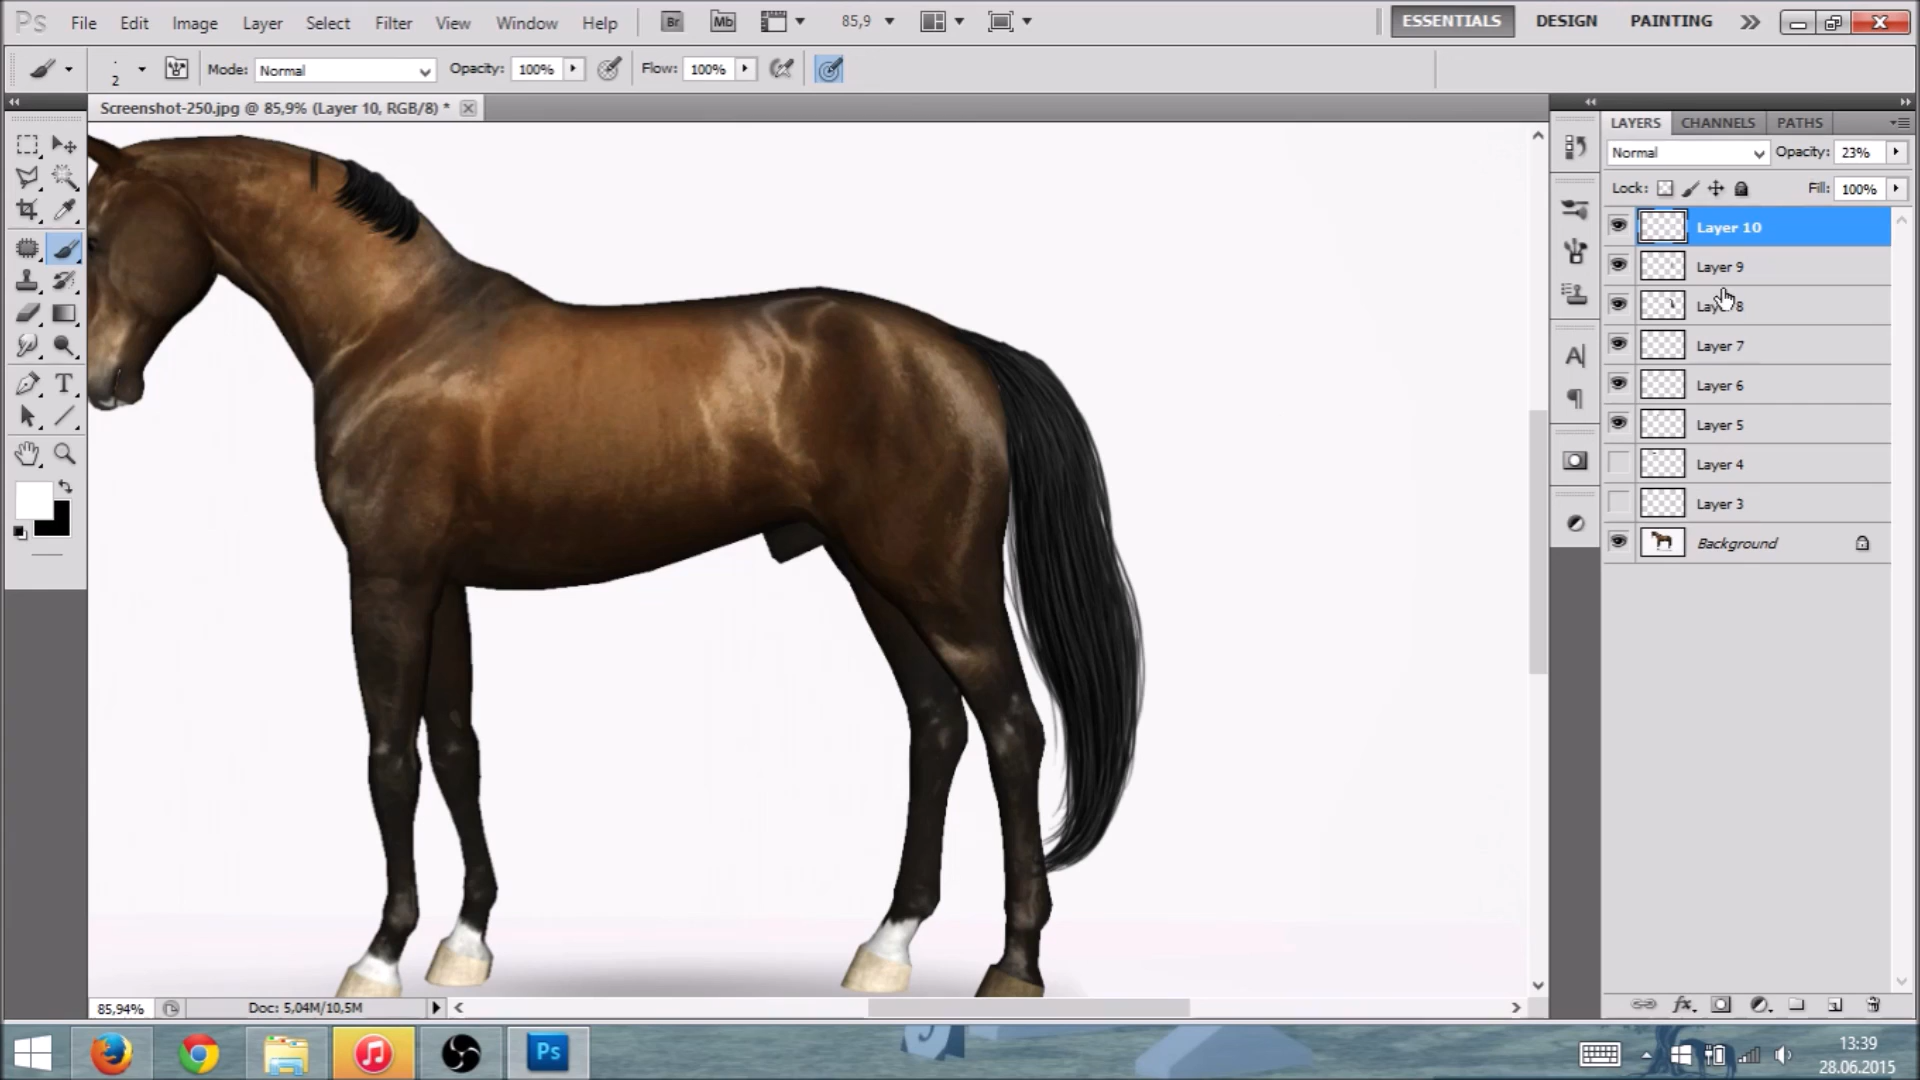 Ps File Edit Image Layer Select Filter View Window Help Br Mb 85,9 ESSENTIALS DESIGN PAINTING
2 Mode: Normal Opacity: 100% Flow: 100%
Screenshot-250.jpg @ 85,9% (Layer 10, RGB/8) *
LAYERS CHANNELS PATHS
Normal Opacity: 23%
Lock: Fill: 100%
Layer 10
Layer 9
Layer 8
Layer 7
Layer 6
Layer 5
Layer 4
Layer 3
Background
85,94% Doc: 5,04M/10,5M
Ps
13:39
28.06.2015